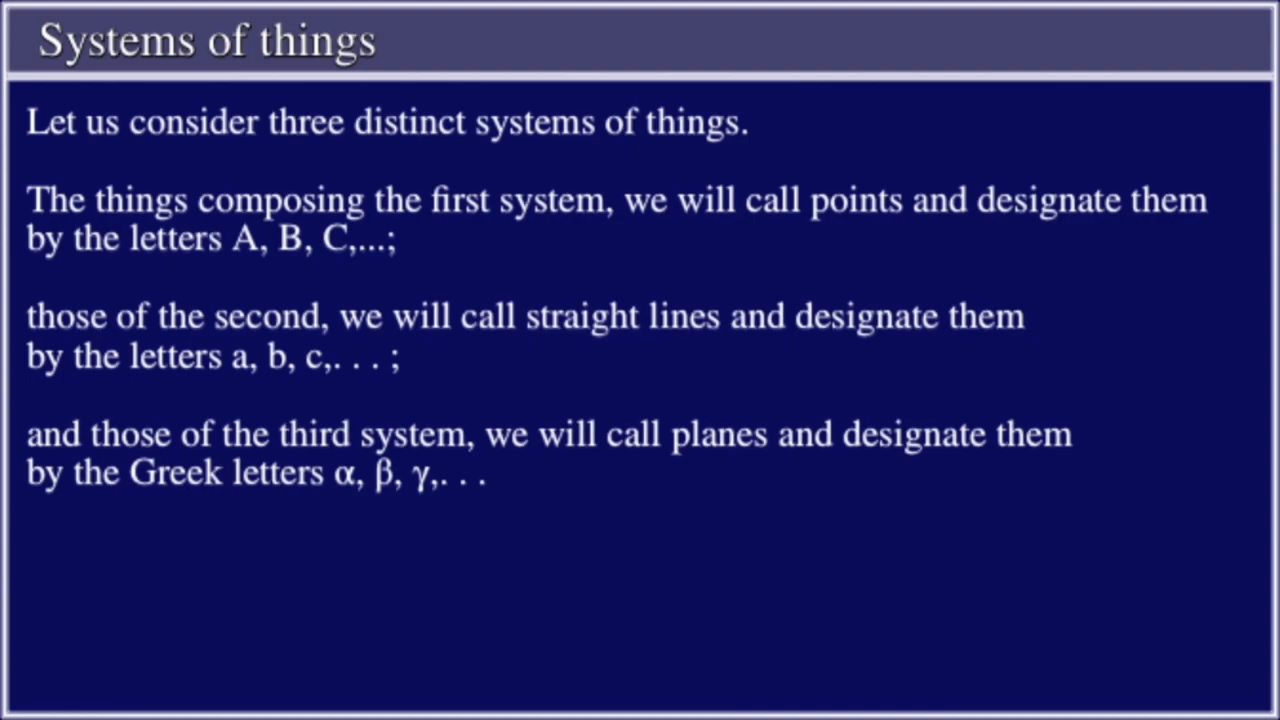 Systems of things
Let us consider three distinct systems of things.
The things composing the first system, we will call points and designate them
by the letters A, B, C,...;
those of the second, we will call straight lines and designate them
by the letters a, b, c,. . . ;
and those of the third system, we will call planes and designate them
by the Greek letters α, β, γ,. . .